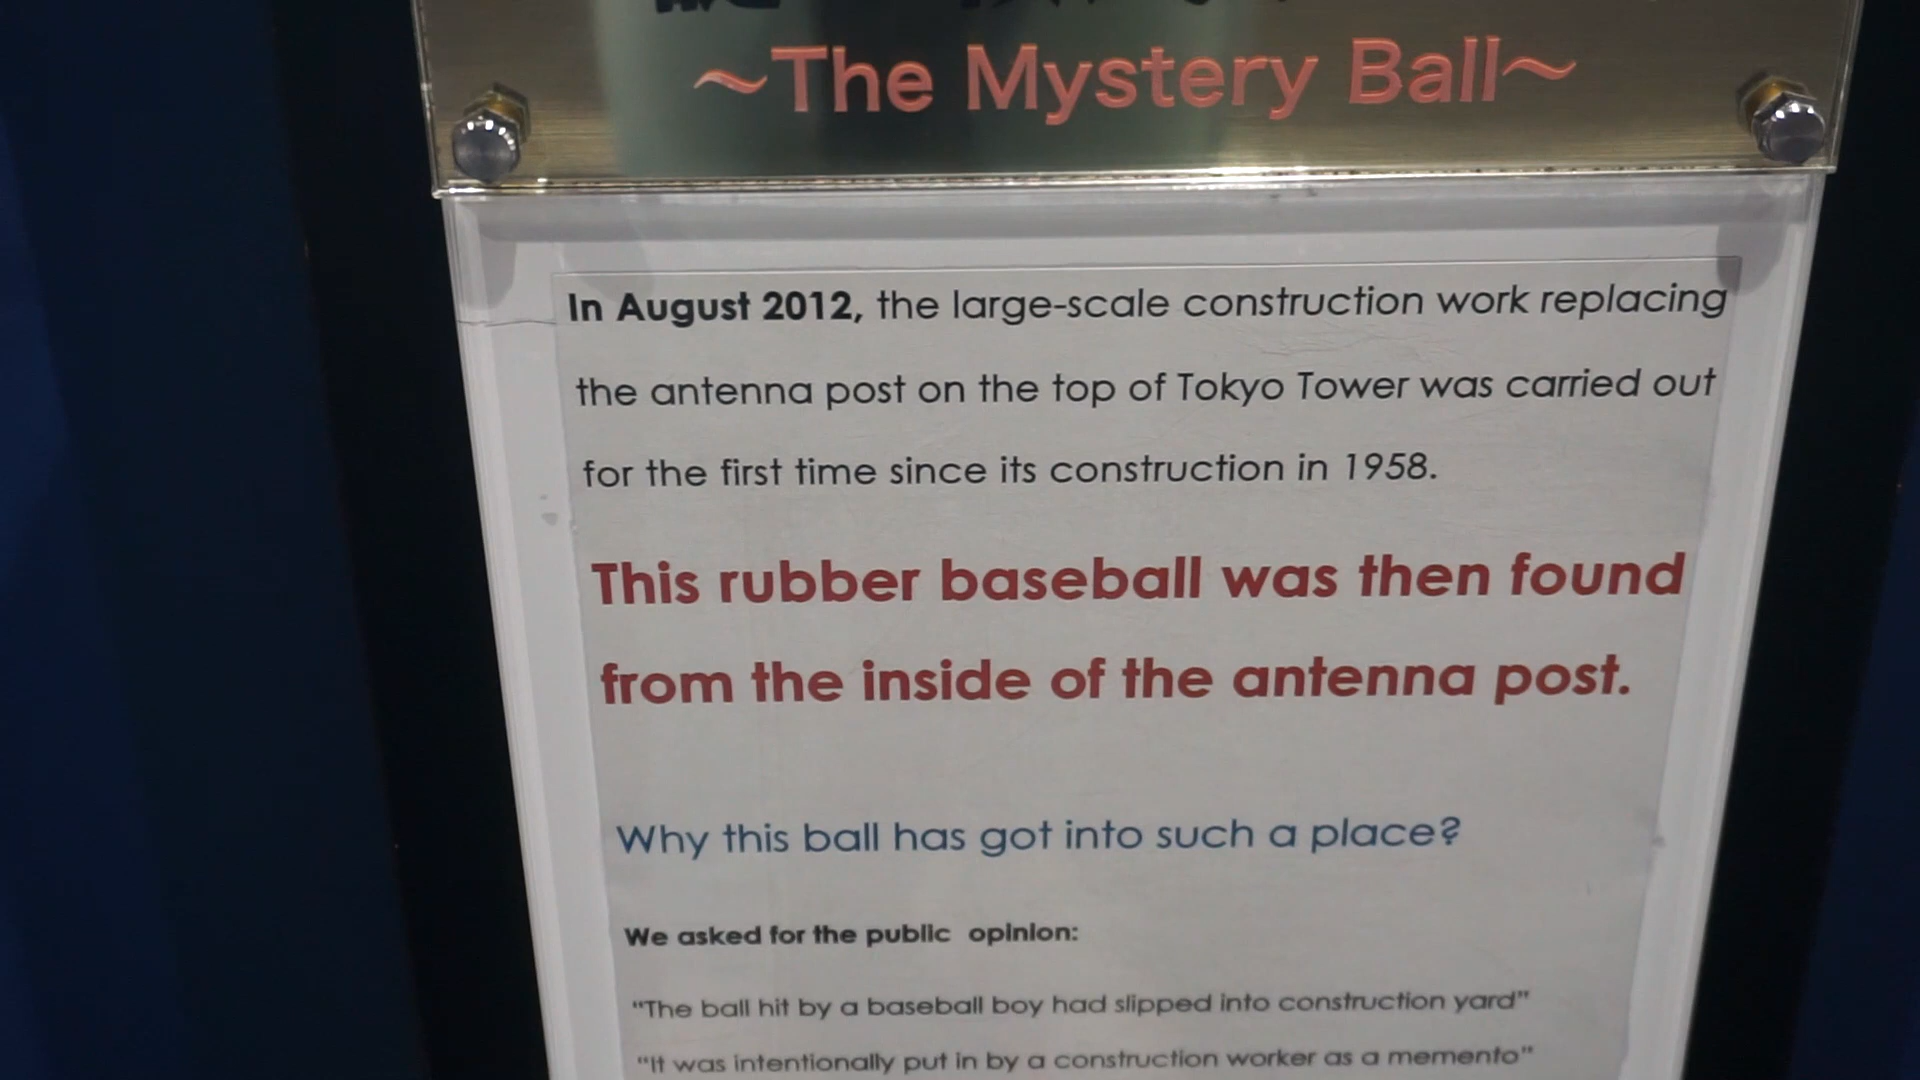 ~The Mystery Ball~
In August 2012, the large-scale construction work replacing
the antenna post on the top of Tokyo Tower was carried out
for the first time since its construction in 1958.
This rubber baseball was then found
from the inside of the antenna post.
Why this ball has got into such a place?
We asked for the public opinion:
"The ball hit by a baseball boy had slipped into construction yard"
"It was intentionally put in by a construction worker as a memento"